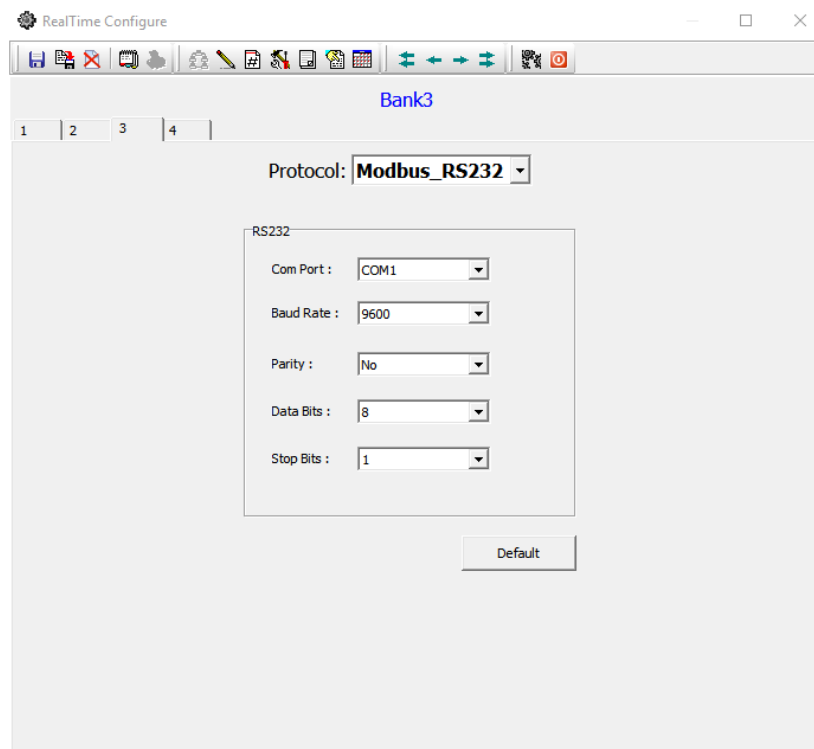 RealTime Configure
#
Bank3
1 2 3 4
Protocol: Modbus_RS232
RS232
Com Port : COM1
Baud Rate : 9600
Parity : No
Data Bits : 8
Stop Bits : 1
Default